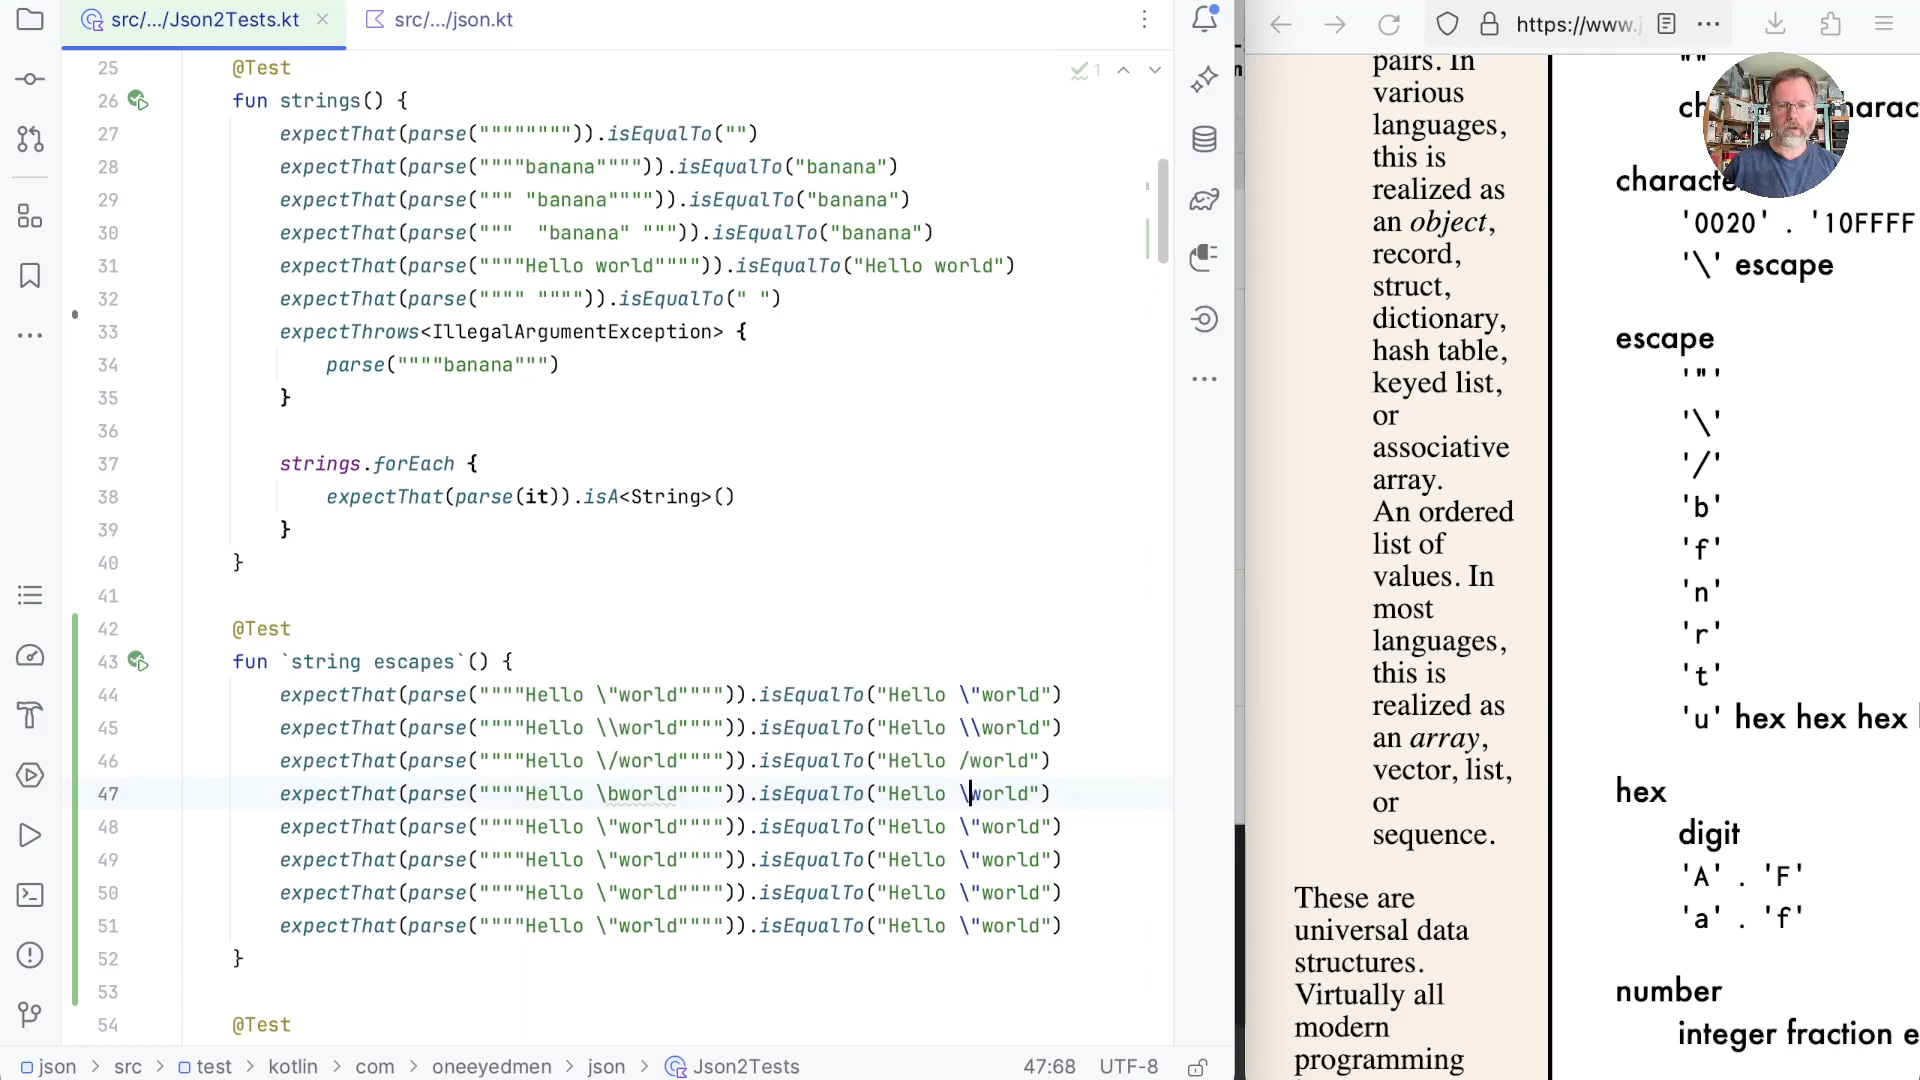 src/.../Json2Tests.kt
src/.../json.kt
25 @Test
26 fun strings() {
27 expectThat(parse("""""""")).isEqualTo("")
28 expectThat(parse(""""banana"""")).isEqualTo("banana")
29 expectThat(parse(""" "banana"""")).isEqualTo("banana")
30 expectThat(parse("""  "banana" """)).isEqualTo("banana")
31 expectThat(parse(""""Hello world"""")).isEqualTo("Hello world")
32 expectThat(parse("""" """")).isEqualTo(" ")
33 expectThrows<IllegalArgumentException> {
34 parse(""""banana""")
35 }
36
37 strings.forEach {
38 expectThat(parse(it)).isA<String>()
39 }
40 }
41
42 @Test
43 fun `string escapes`() {
44 expectThat(parse(""""Hello \"world"""")).isEqualTo("Hello \"world")
45 expectThat(parse(""""Hello \\world"""")).isEqualTo("Hello \\world")
46 expectThat(parse(""""Hello \/world"""")).isEqualTo("Hello /world")
47 expectThat(parse(""""Hello \bworld"""")).isEqualTo("Hello \world")
48 expectThat(parse(""""Hello \"world"""")).isEqualTo("Hello \"world")
49 expectThat(parse(""""Hello \"world"""")).isEqualTo("Hello \"world")
50 expectThat(parse(""""Hello \"world"""")).isEqualTo("Hello \"world")
51 expectThat(parse(""""Hello \"world"""")).isEqualTo("Hello \"world")
52 }
53
54 @Test
1
json > src > test > kotlin > com > oneeyedmen > json > Json2Tests
47:68 UTF-8
https://www.j
pairs. In
various
languages,
this is
realized as
an object,
record,
struct,
dictionary,
hash table,
keyed list,
or
associative
array.
An ordered
list of
values. In
most
languages,
this is
realized as
an array,
vector, list,
or
sequence.
These are
universal data
structures.
Virtually all
modern
programming
""
'0020' . '10FFFF
'\' escape
escape
'"'
'\'
'/'
'b'
'f'
'n'
'r'
't'
'u' hex hex hex
hex
digit
'A' . 'F'
'a' . 'f'
number
integer fraction e